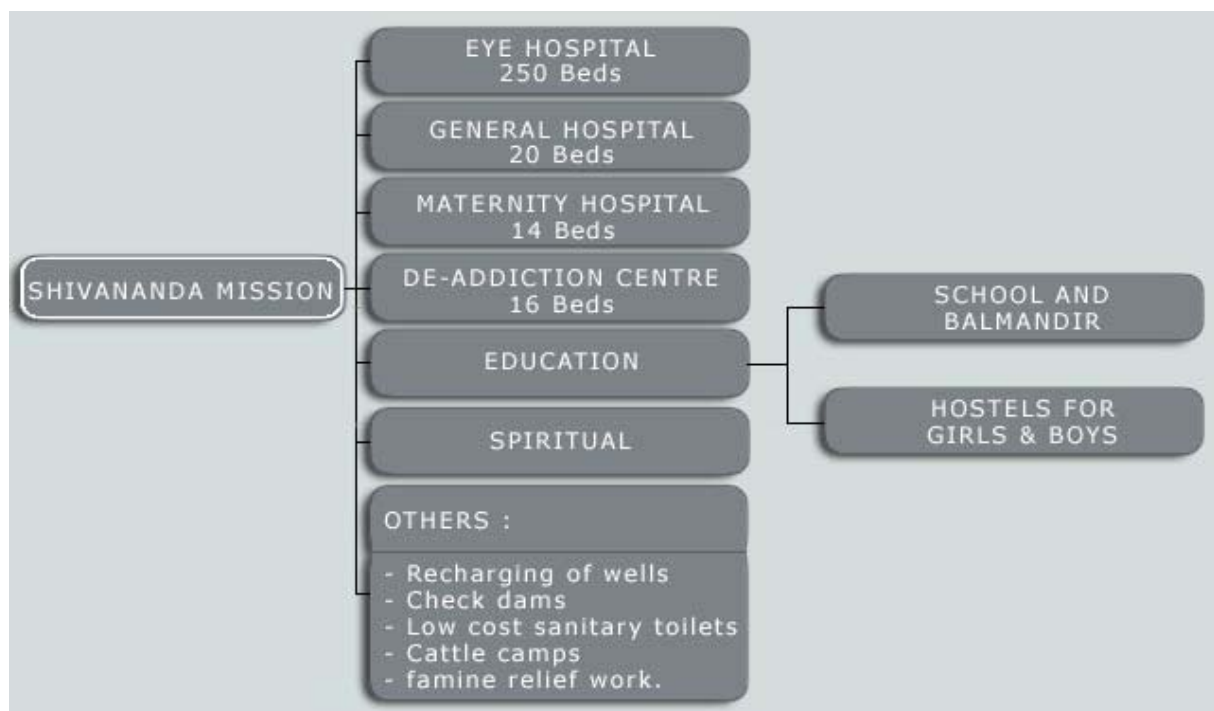 SHIVANANDA MISSION
EYE HOSPITAL
250 Beds
GENERAL HOSPITAL
20 Beds
MATERNITY HOSPITAL
14 Beds
DE-ADDICTION CENTRE
16 Beds
EDUCATION
SCHOOL AND
BALMANDIR
HOSTELS FOR
GIRLS & BOYS
SPIRITUAL
OTHERS :
- Recharging of wells
- Check dams
- Low cost sanitary toilets
- Cattle camps
- famine relief work.